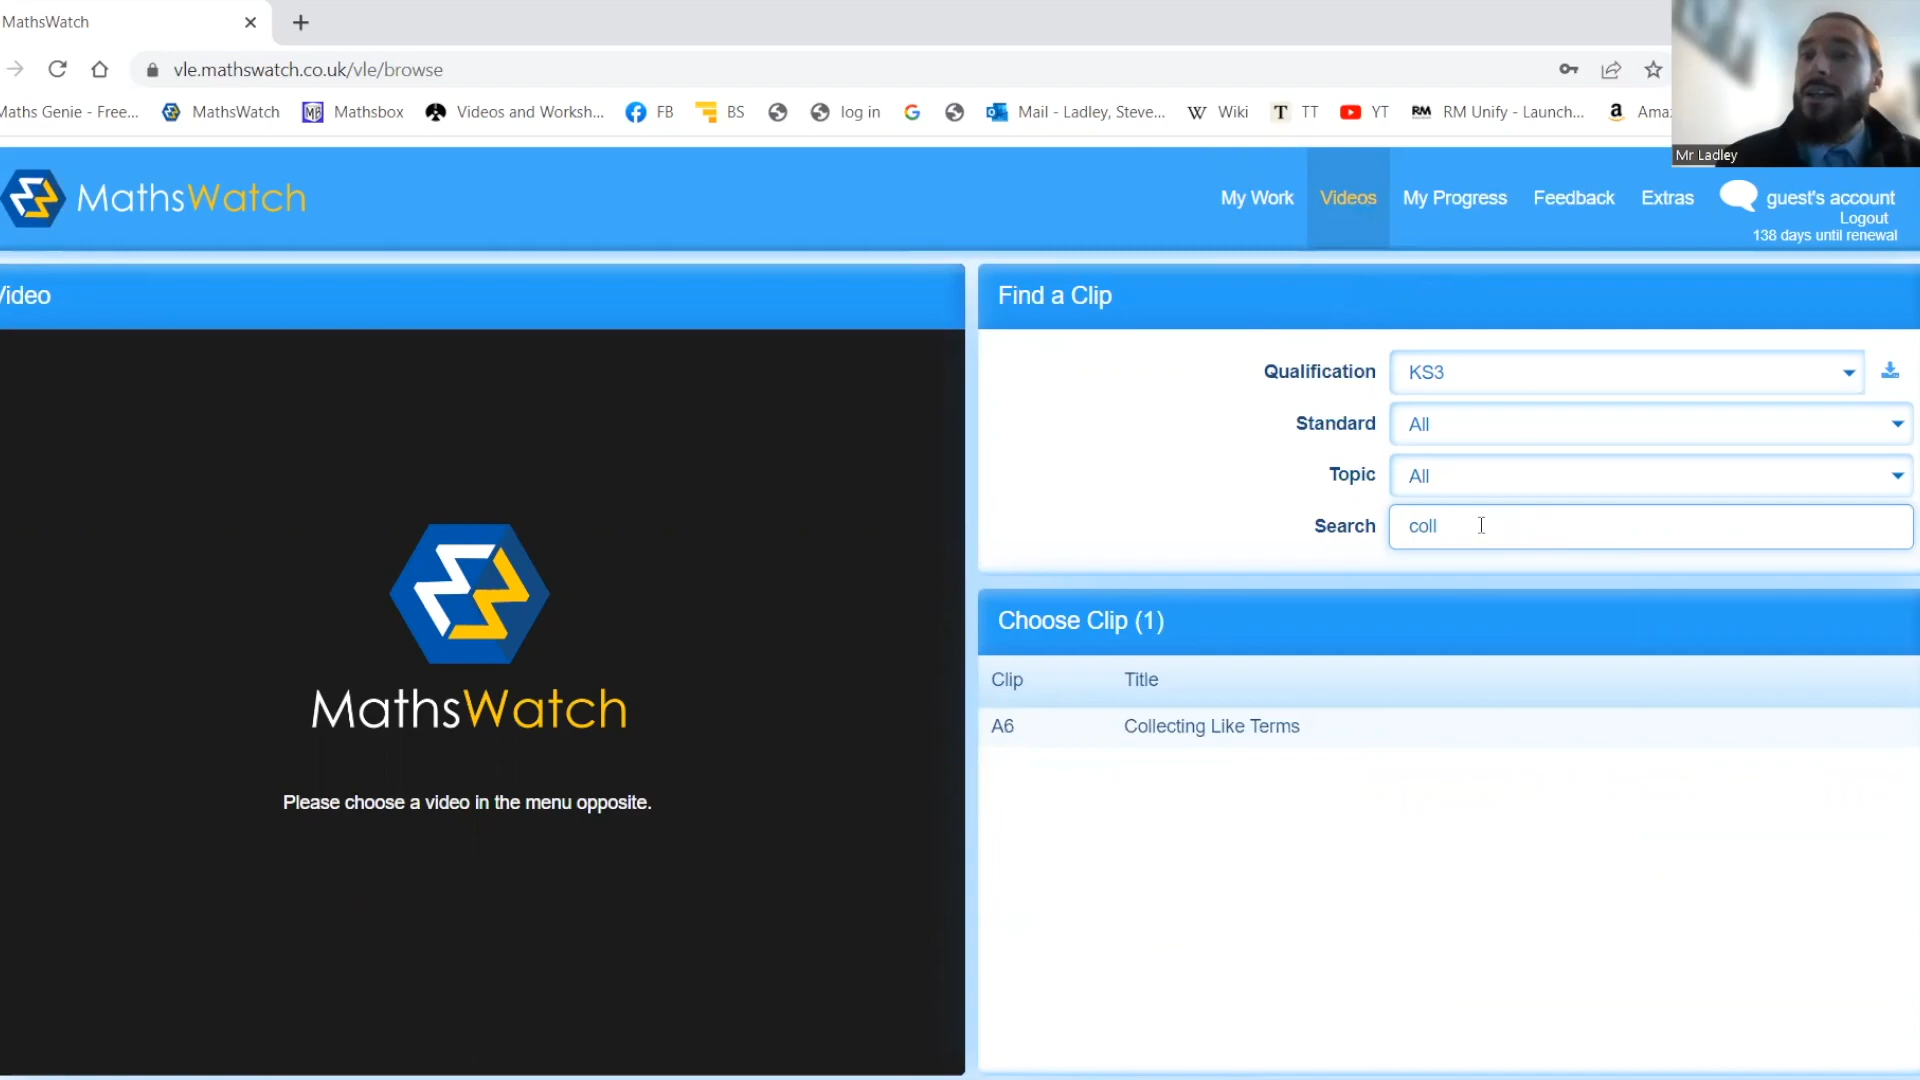 MathsWatch
vle.mathswatch.co.uk/vle/browse
Maths Genie - Free... MathsWatch Mathsbox Videos and Worksh... FB BS log in Mail - Ladley, Steve... Wiki TT YT RM Unify - Launch... Ama
Mr Ladley
MathsWatch
My Work Videos My Progress Feedback Extras guest's account
Logout
138 days until renewal
Video
Find a Clip
Qualification KS3
Standard All
Topic All
Search coll
Choose Clip (1)
Clip Title
A6 Collecting Like Terms
MathsWatch
Please choose a video in the menu opposite.